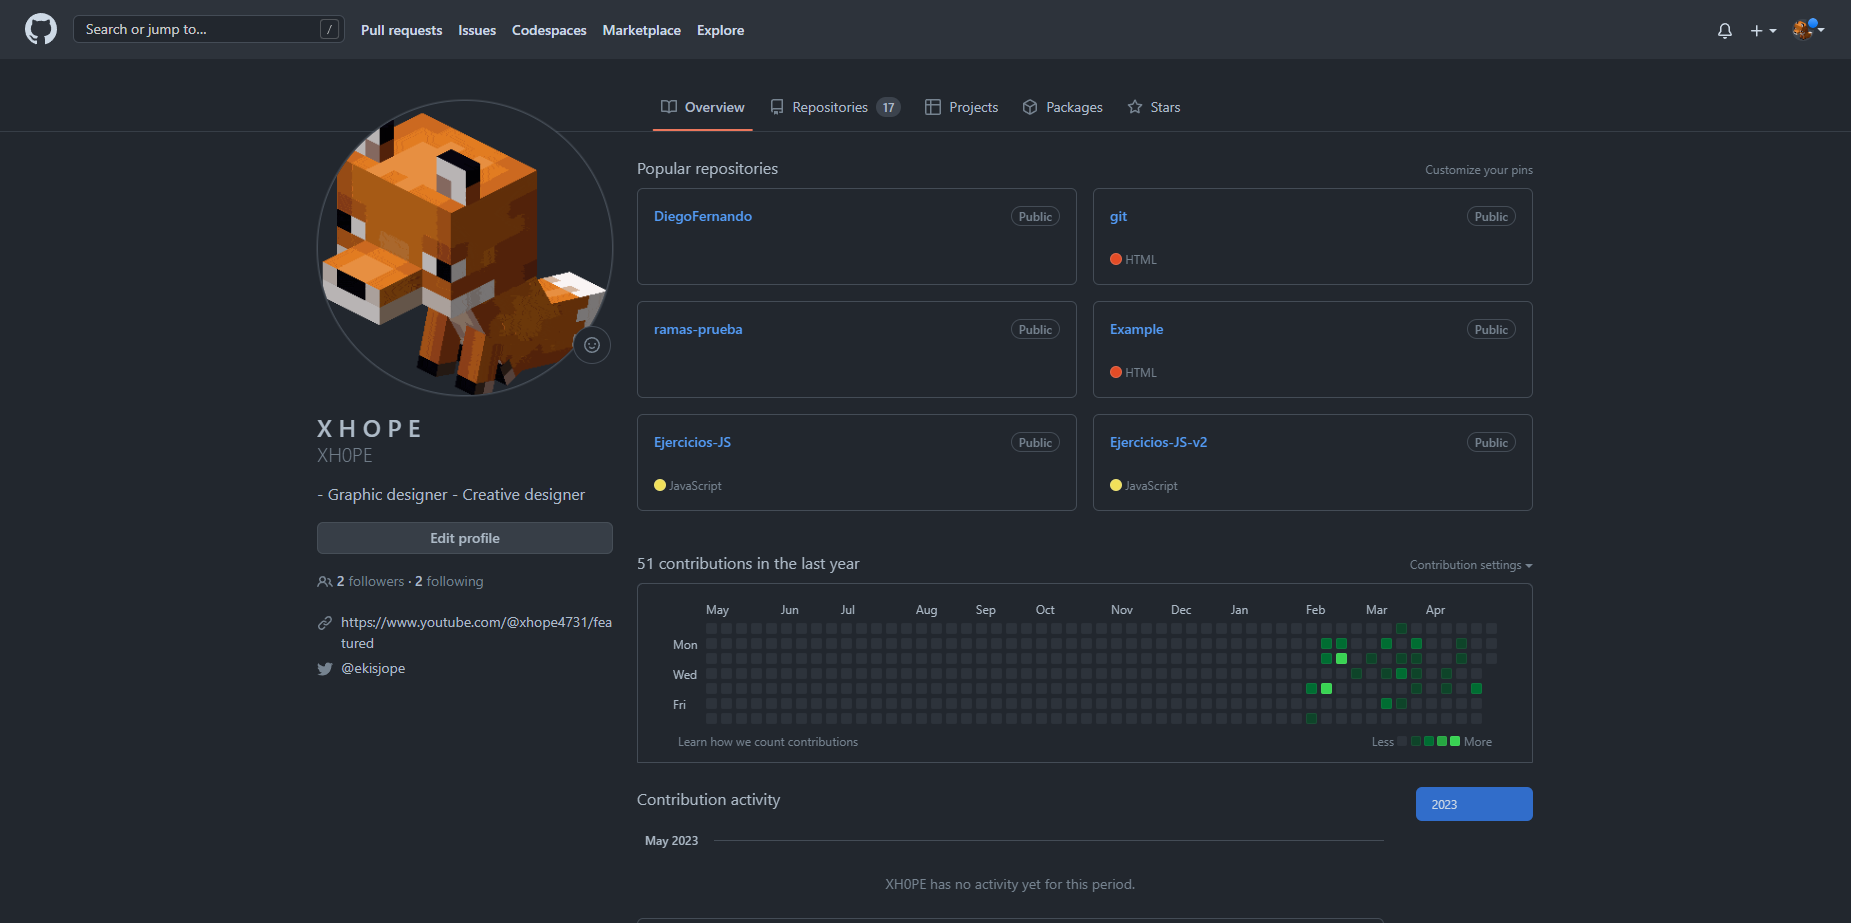 Search or jump to... /
Pull requests Issues Codespaces Marketplace Explore
Overview Repositories 17 Projects Packages Stars
X H O P E
XH0PE
- Graphic designer - Creative designer
Edit profile
2 followers · 2 following
https://www.youtube.com/@xhope4731/fea
tured
@ekisjope
Popular repositories
Customize your pins
DiegoFernando Public
git Public
HTML
ramas-prueba Public
Example Public
HTML
Ejercicios-JS Public
JavaScript
Ejercicios-JS-v2 Public
JavaScript
51 contributions in the last year
Contribution settings
May Jun Jul Aug Sep Oct Nov Dec Jan Feb Mar Apr
Mon
Wed
Fri
Learn how we count contributions
Less More
Contribution activity
2023
May 2023
XH0PE has no activity yet for this period.